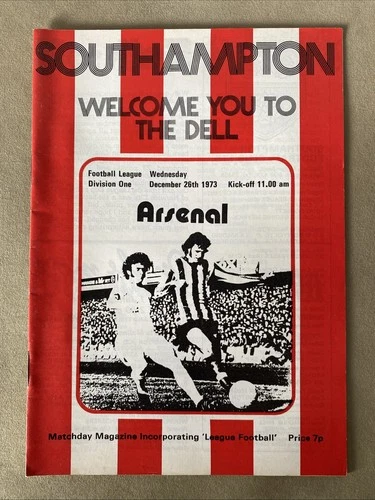 SOUTHAMPTON
WELCOME YOU TO
THE DELL
Football League Wednesday
Division One December 26th 1973 Kick-off 11.00 am
Arsenal
Matchday Magazine Incorporating 'League Football' Price 7p